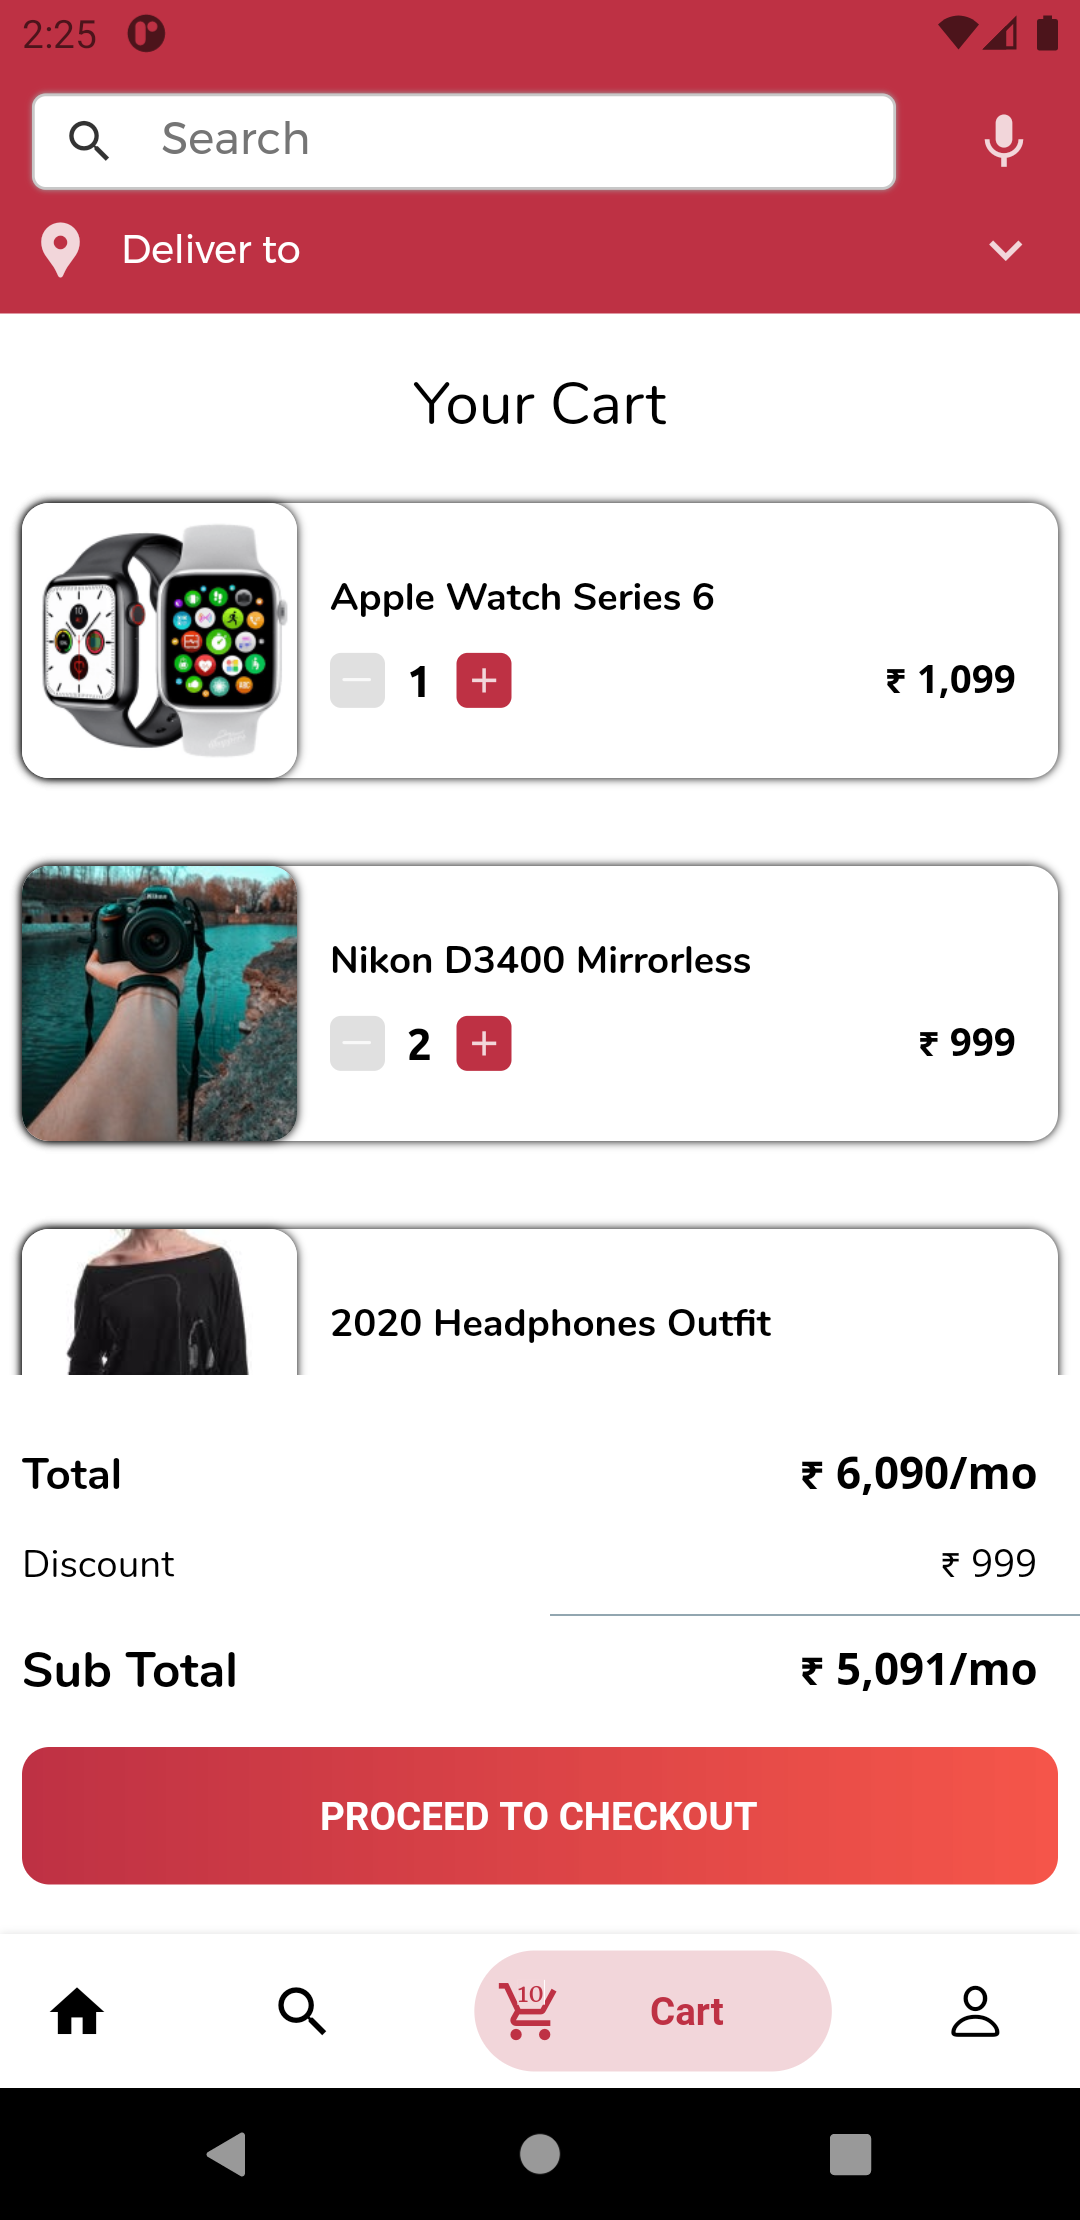 2:25
Search
Deliver to
Your Cart
Apple Watch Series 6
1
₹ 1,099
Nikon
Nikon D3400 Mirrorless
2
₹ 999
2020 Headphones Outfit
Total
₹ 6,090/mo
Discount
₹ 999
Sub Total
₹ 5,091/mo
PROCEED TO CHECKOUT
10
Cart